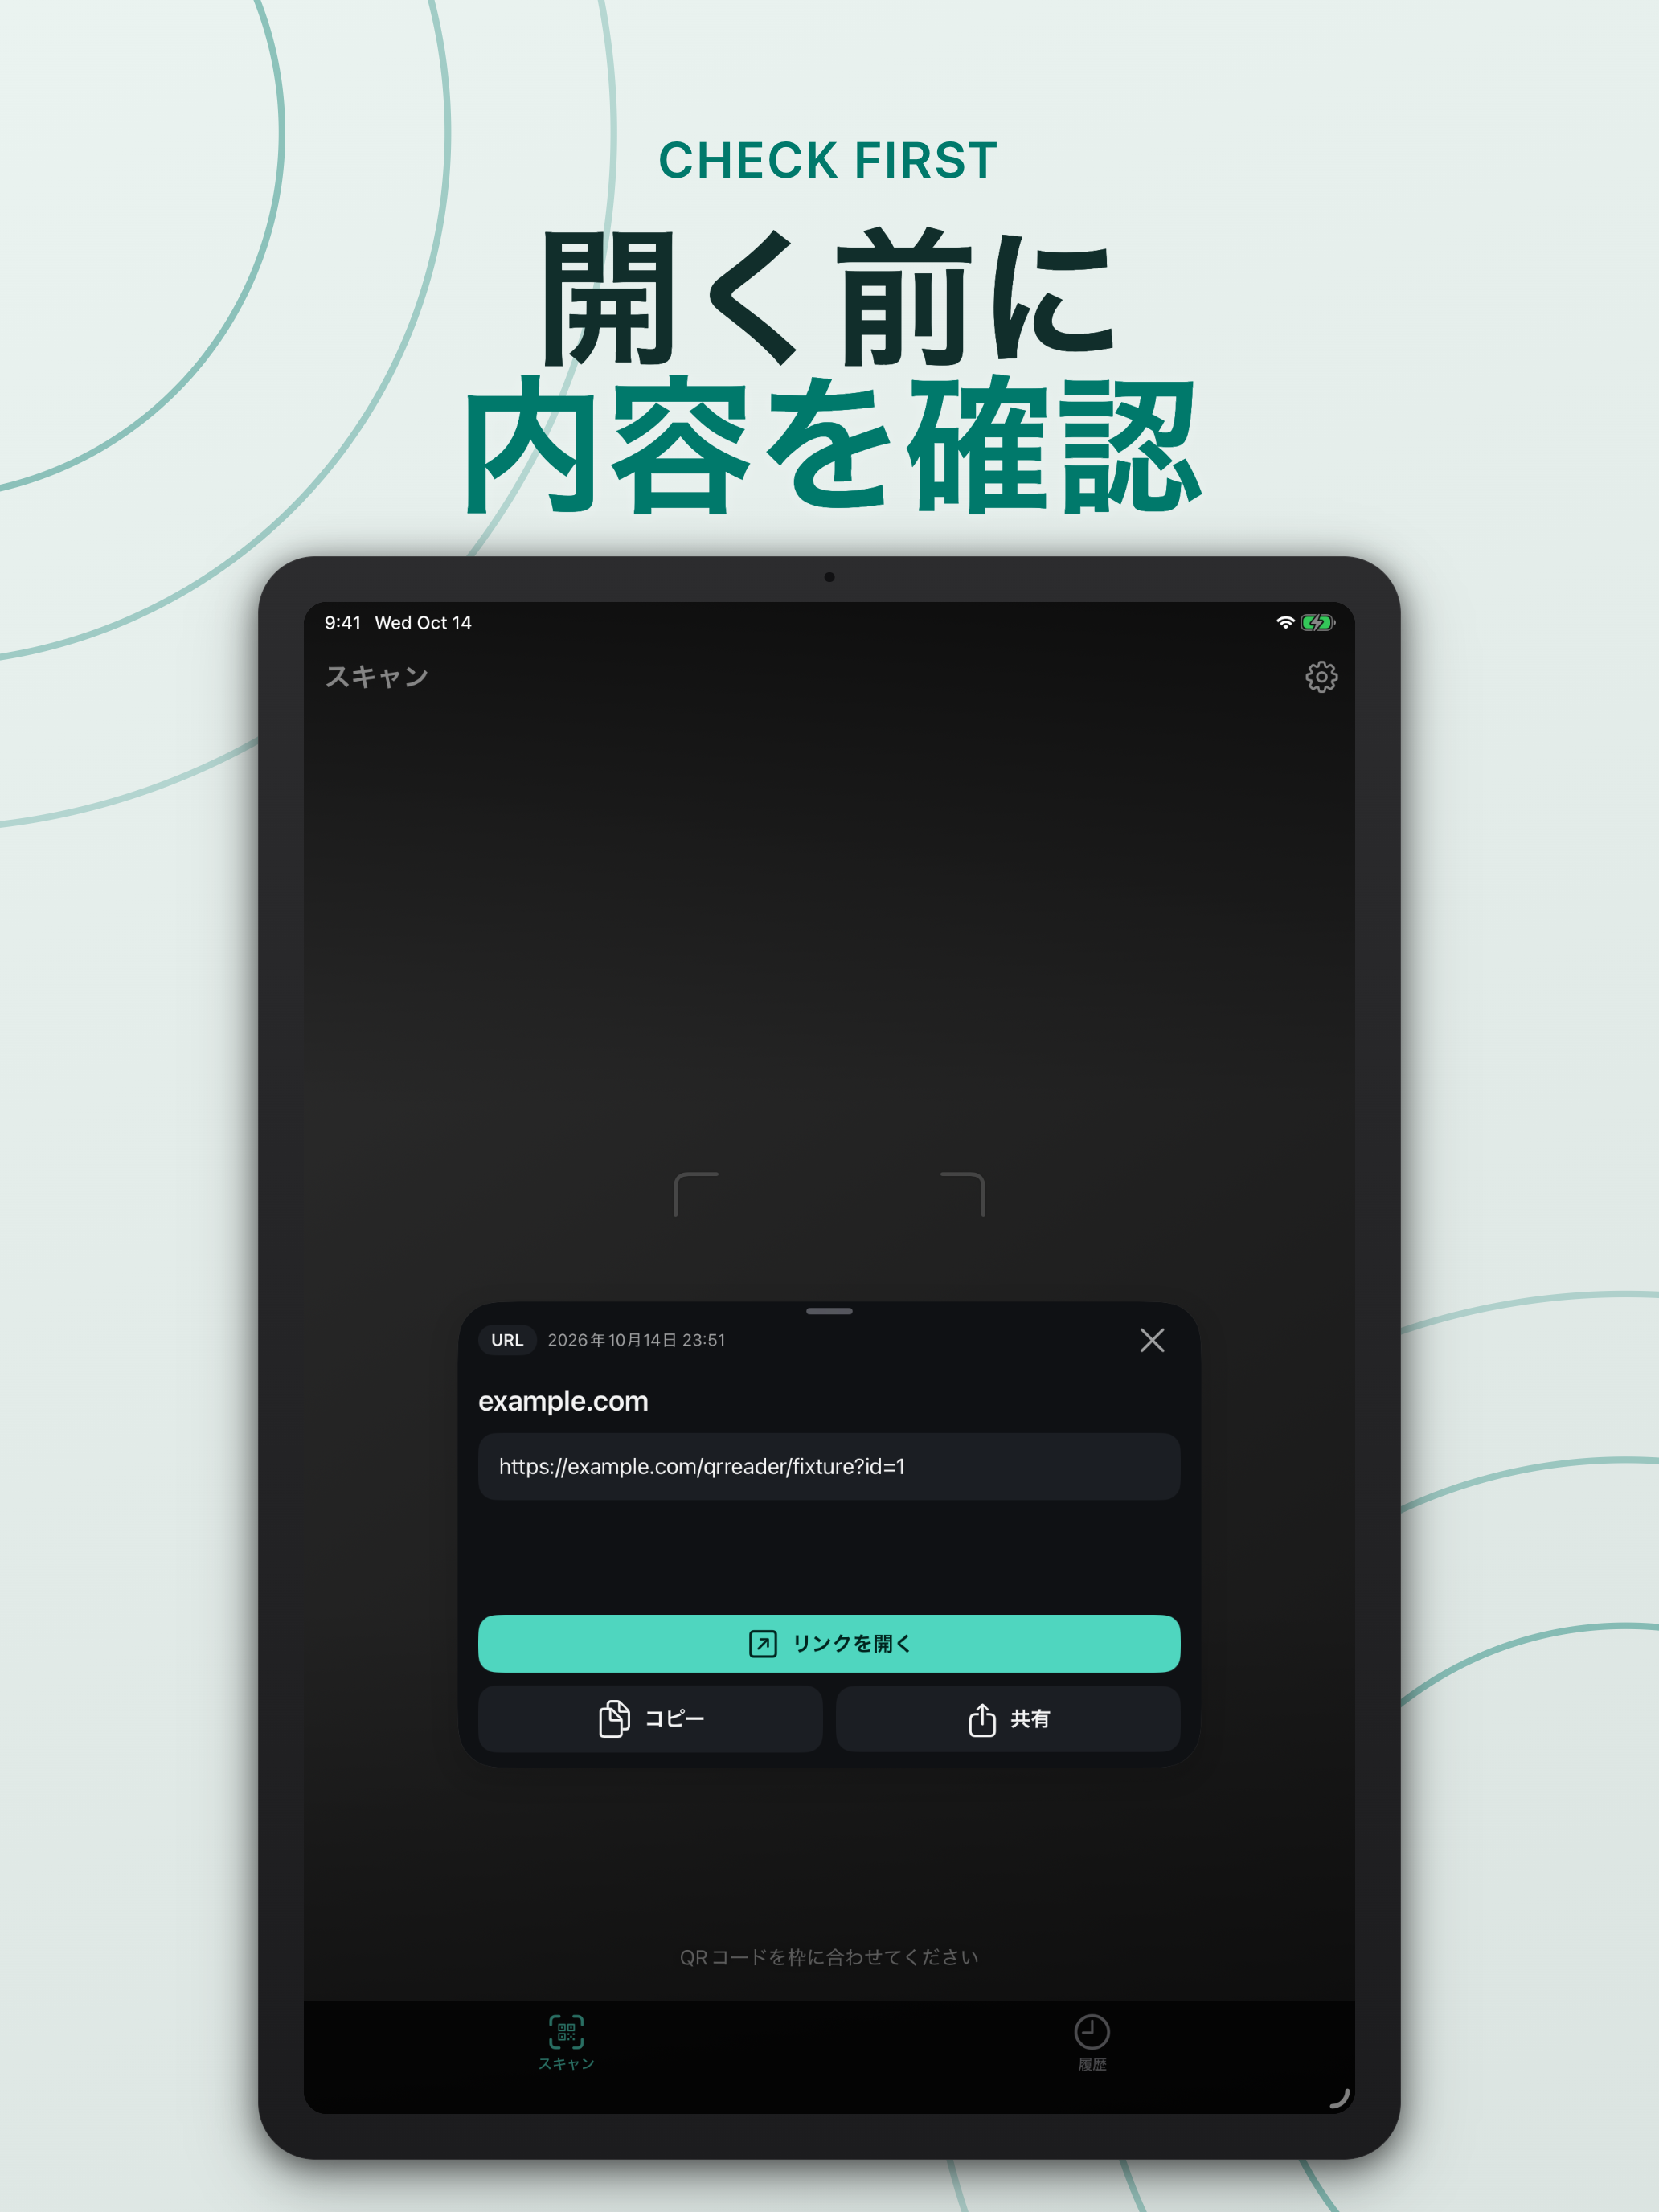 CHECK FIRST
開く前に
内容を確認
9:41 Wed Oct 14
スキャン
URL 2026年10月14日 23:51
example.com
https://example.com/qrreader/fixture?id=1
リンクを開く
コピー 共有
QRコードを枠に合わせてください
スキャン 履歴